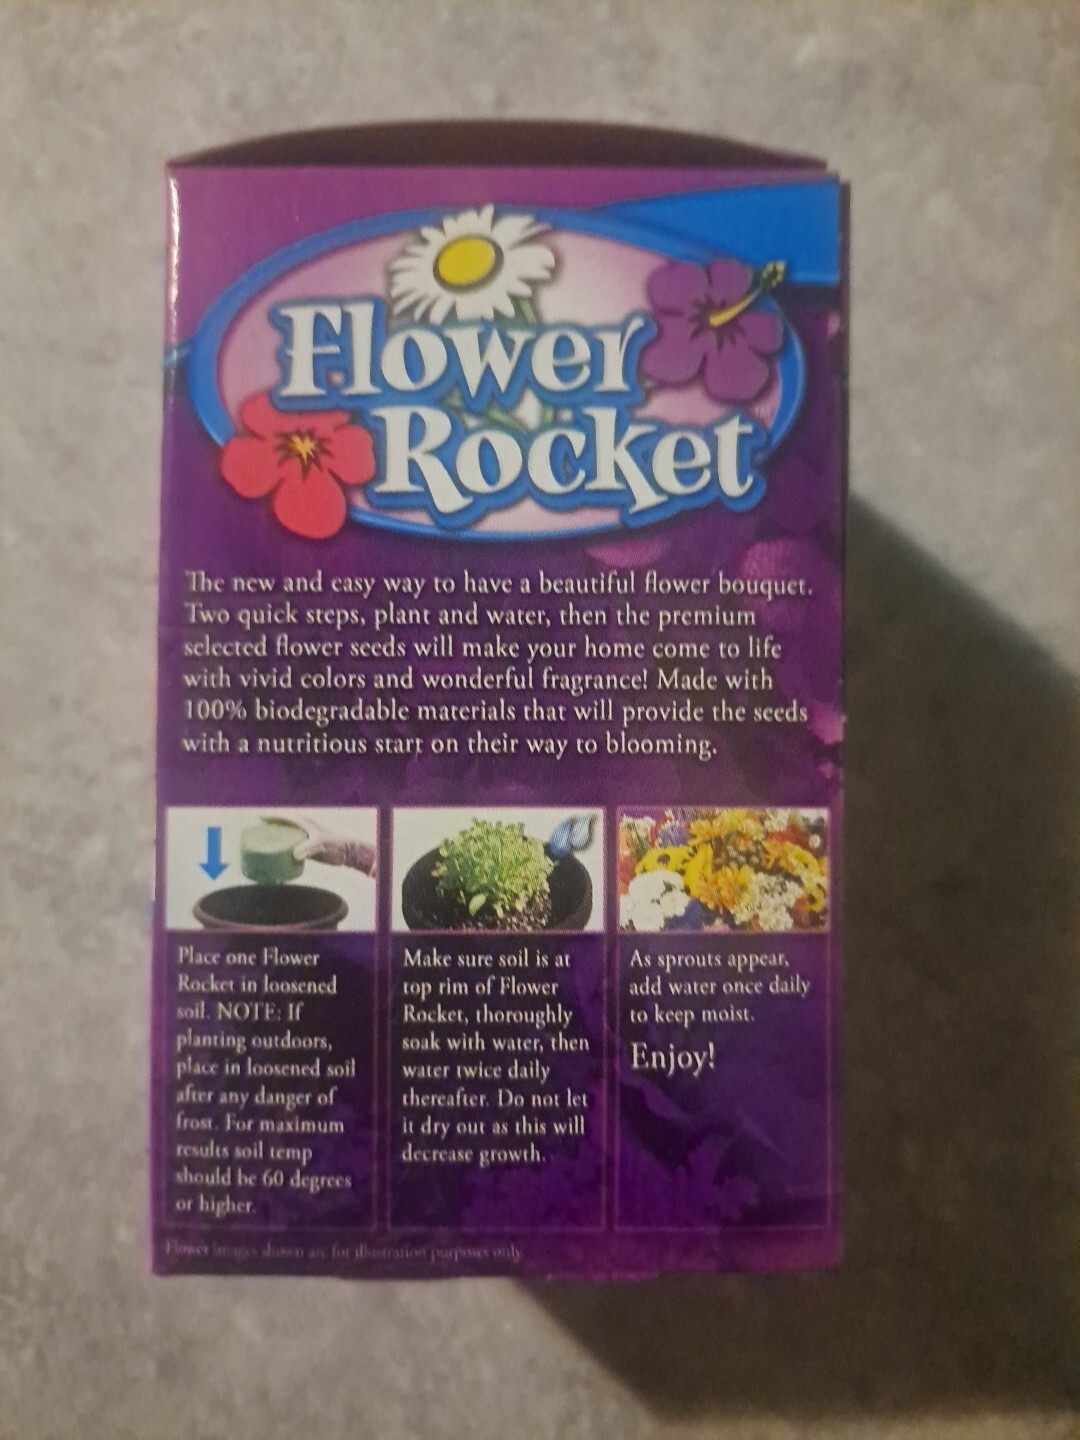 Flower
Rocket™
The new and easy way to have a beautiful flower bouquet.
Two quick steps, plant and water, then the premium
selected flower seeds will make your home come to life
with vivid colors and wonderful fragrance! Made with
100% biodegradable materials that will provide the seeds
with a nutritious start on their way to blooming.
Place one Flower
Rocket in loosened
soil. NOTE: If
planting outdoors,
place in loosened soil
after any danger of
frost. For maximum
results soil temp
should be 60 degrees
or higher.
Make sure soil is at
top rim of Flower
Rocket, thoroughly
soak with water, then
water twice daily
thereafter. Do not let
it dry out as this will
decrease growth.
As sprouts appear,
add water once daily
to keep moist.
Enjoy!
Flower images shown are for illustration purposes only